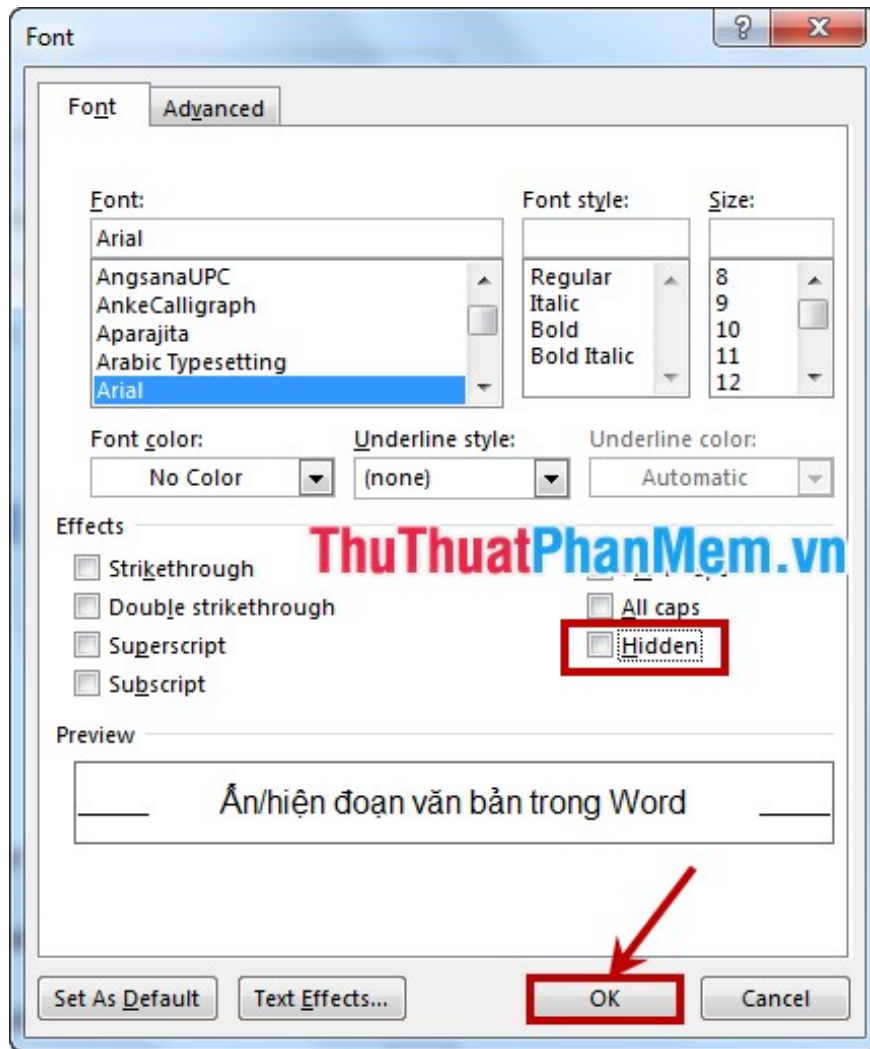 Font
Font Advanced
Font: Font style: Size:
Arial
AngsanaUPC Regular 8
AnkeCalligraph Italic 9
Aparajita Bold 10
Arabic Typesetting Bold Italic 11
Arial 12
Font color: Underline style: Underline color:
No Color (none) Automatic
Effects
ThuThuatPhanMem.vn
Strikethrough
Double strikethrough All caps
Superscript Hidden
Subscript
Preview
Ẩn/hiện đoạn văn bản trong Word
Set As Default Text Effects... OK Cancel